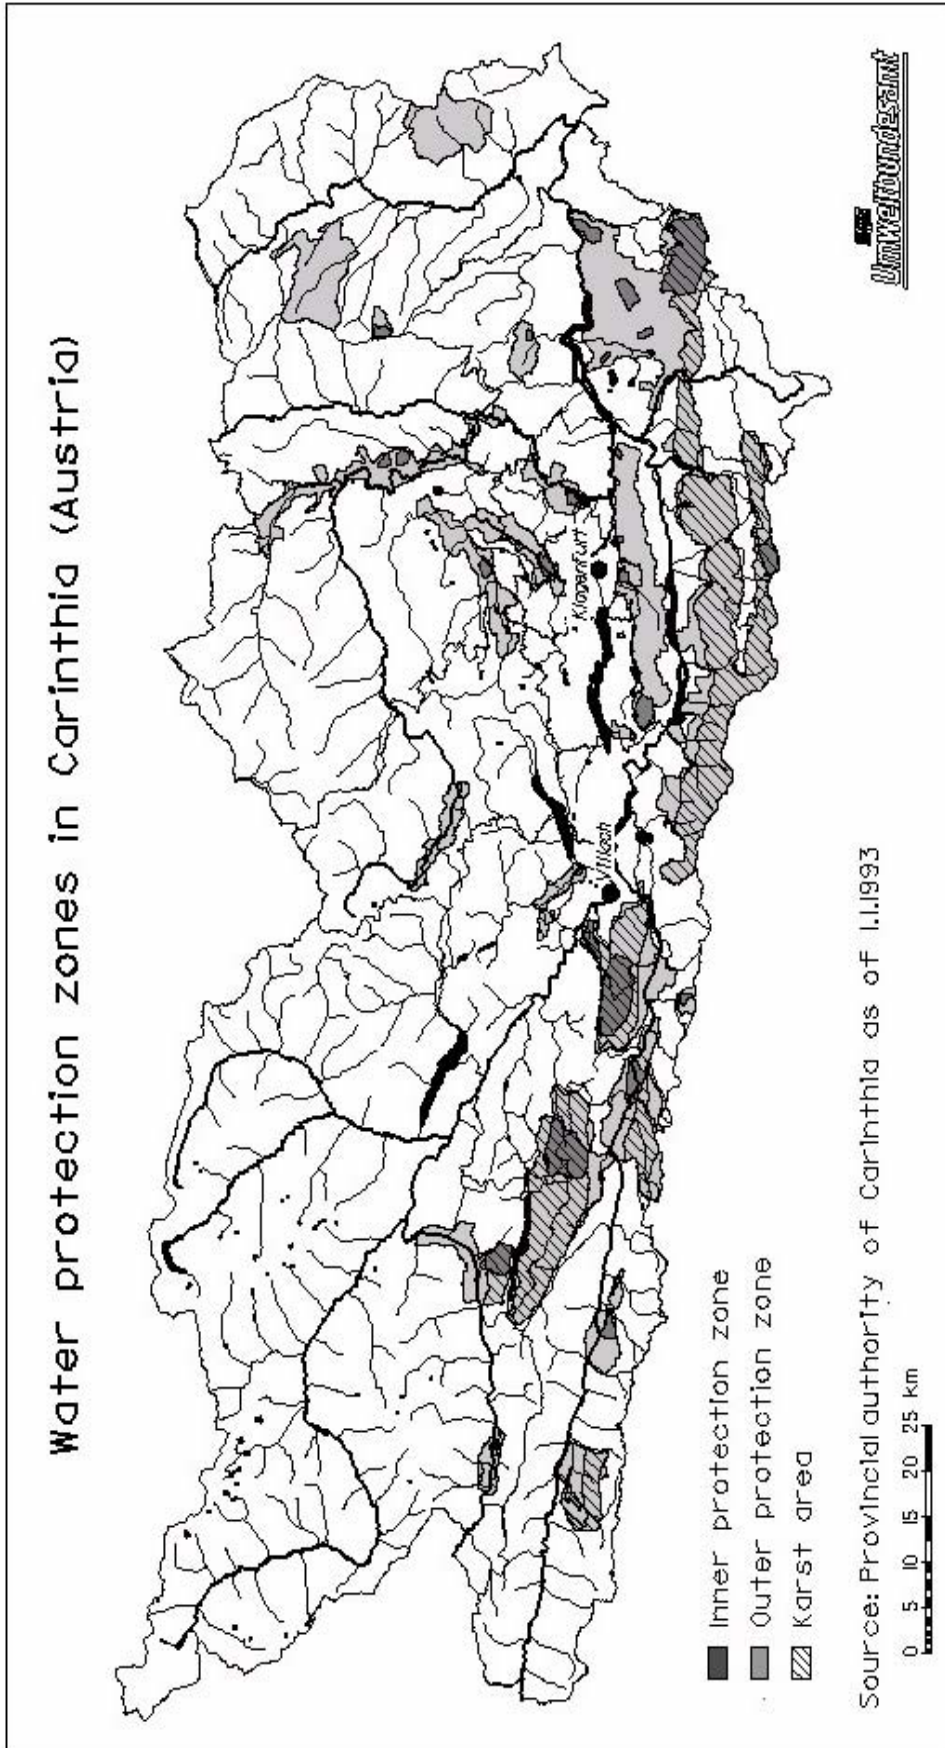 Water protection zones in Carinthia (Austria)
Klagenfurt
Villach
Inner protection zone
Outer protection zone
Karst area
Source: Provincial authority of Carinthia as of 1.1.1993
0 5 10 15 20 25 km
Umweltbundesamt